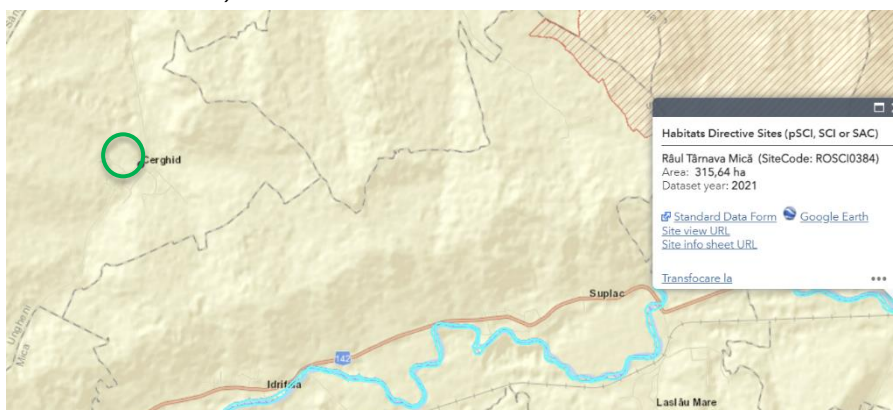 Cerghid
Habitats Directive Sites (pSCI, SCI or SAC)
Râul Târnava Mică (SiteCode: ROSCI0384)
Area: 315,64 ha
Dataset year: 2021
Standard Data Form Google Earth
Site view URL
Site info sheet URL
Transfocare la
•••
Suplac
Ungheni
Mica
142
Laslău Mare